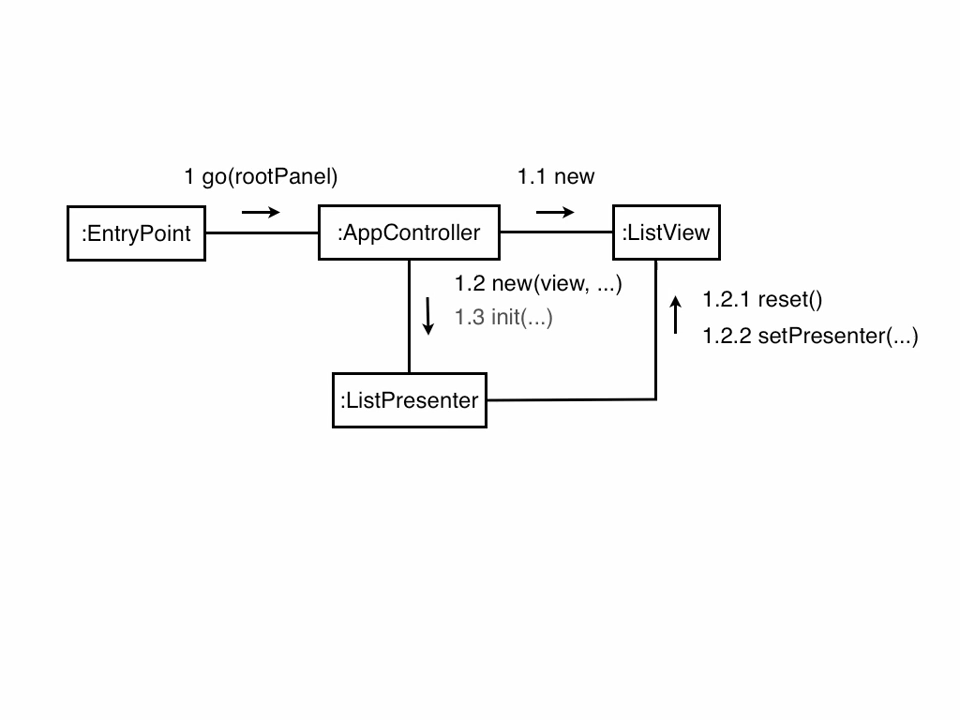 1 go(rootPanel)
1.1 new
:EntryPoint
:AppController
:ListView
1.2 new(view, ...)
1.3 init(...)
1.2.1 reset()
1.2.2 setPresenter(...)
:ListPresenter